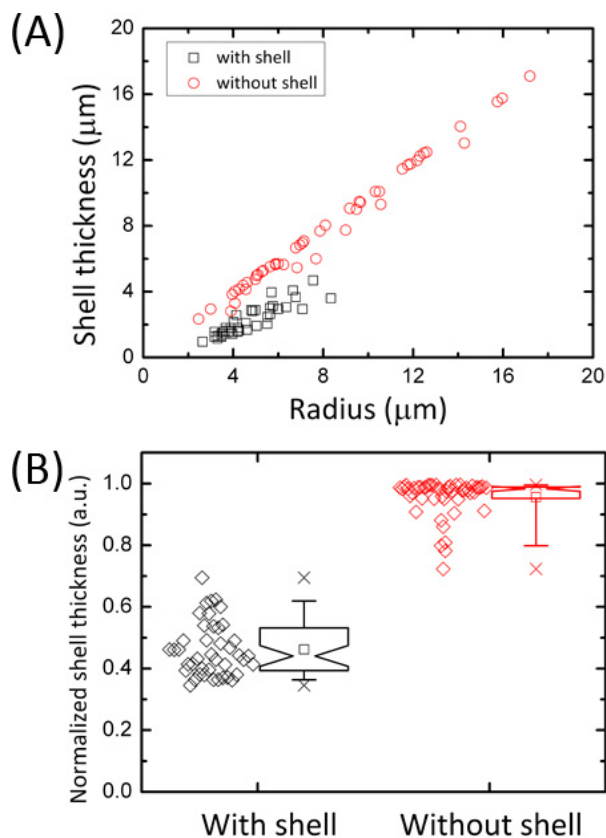 (A)
20
16
12
8
4
0
Shell thickness (μm)
with shell
without shell
0 4 8 12 16 20
Radius (μm)
(B)
1.0
0.8
0.6
0.4
0.2
0.0
Normalized shell thickness (a.u.)
With shell Without shell